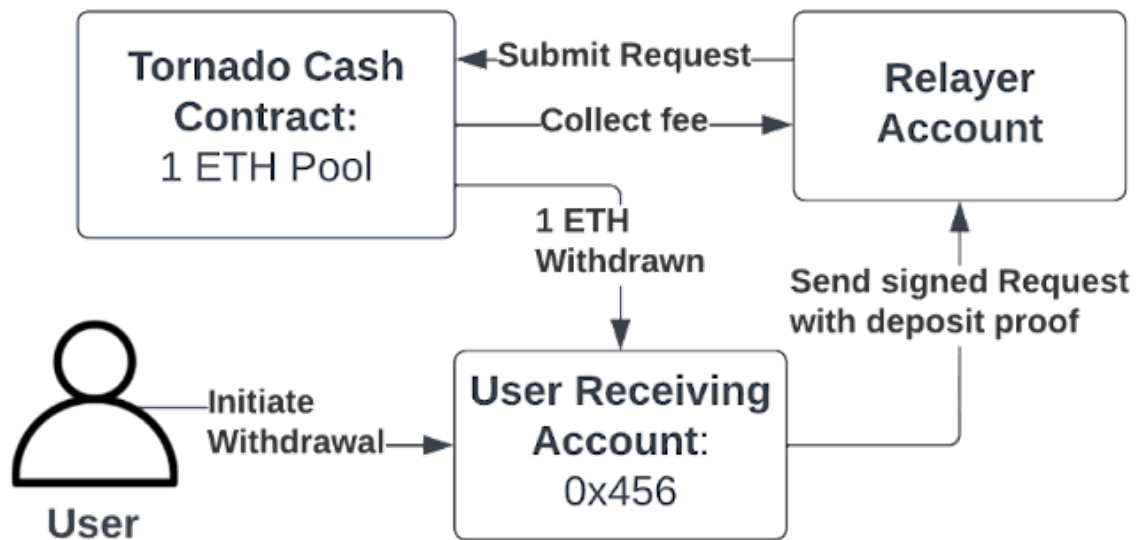 Tornado Cash
Contract:
1 ETH Pool
Submit Request
Collect fee
Relayer
Account
1 ETH
Withdrawn
Send signed Request
with deposit proof
Initiate
Withdrawal
User Receiving
Account:
0x456
User